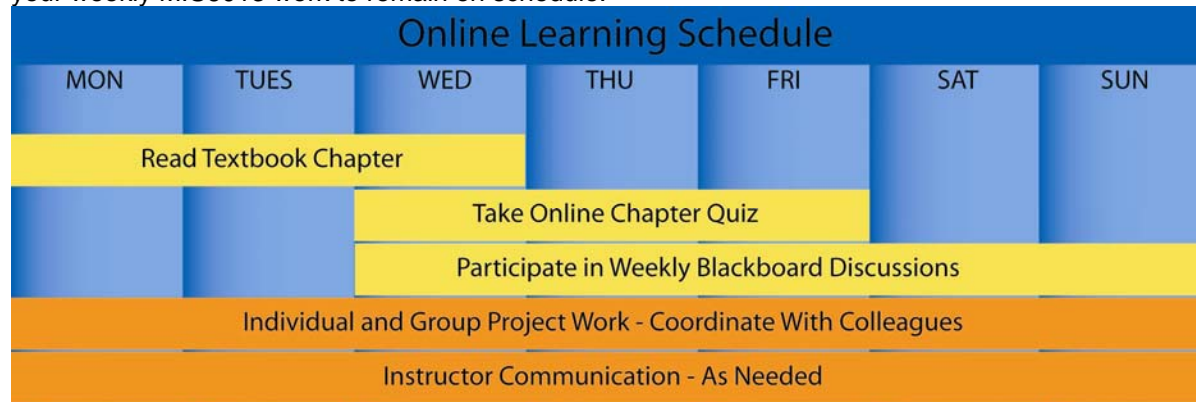 Online Learning Schedule
MON TUES WED THU FRI SAT SUN
Read Textbook Chapter
Take Online Chapter Quiz
Participate in Weekly Blackboard Discussions
Individual and Group Project Work - Coordinate With Colleagues
Instructor Communication - As Needed